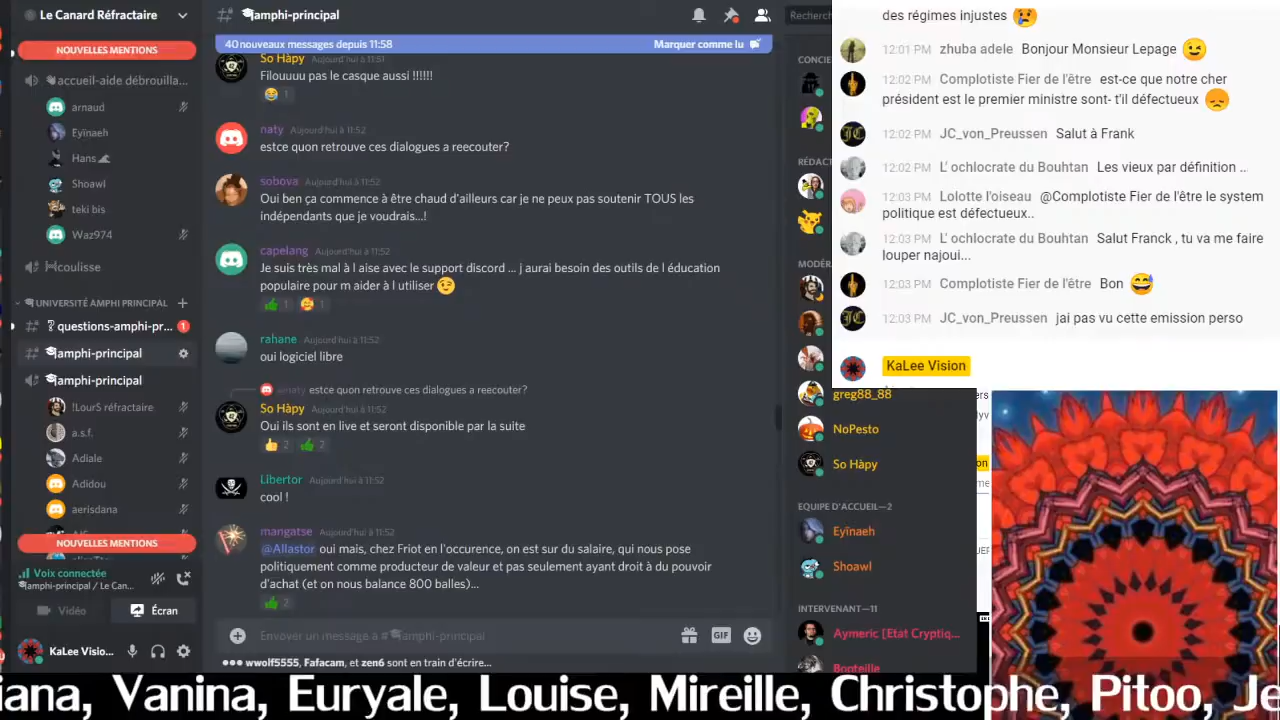 Le Canard Réfractaire
NOUVELLES MENTIONS
accueil-aide débrouilla...
arnaud
Eyïnaeh
Hans
Shoawl
teki bis
Waz974
coulisse
UNIVERSITÉ AMPHI PRINCIPAL
questions-amphi-pr... 1
amphi-principal
amphi-principal
!LourS réfractaire
a.s.f.
Adiale
Adidou
aerisdana
NOUVELLES MENTIONS
Voix connectée
amphi-principal / Le Can...
Vidéo
Écran
KaLee Visio...
amphi-principal
Recherch
40 nouveaux messages depuis 11:58
Marquer comme lu
So Hàpy Aujourd'hui à 11:51
Filouuuu pas le casque aussi !!!!!!
1
naty Aujourd'hui à 11:52
estce quon retrouve ces dialogues a reecouter?
sobova Aujourd'hui à 11:52
Oui ben ça commence à être chaud d'ailleurs car je ne peux pas soutenir TOUS les
indépendants que je voudrais...!
capelang Aujourd'hui à 11:52
Je suis très mal à l aise avec le support discord ... j aurai besoin des outils de l éducation
populaire pour m aider à l utiliser
1 1
rahane Aujourd'hui à 11:52
oui logiciel libre
estce quon retrouve ces dialogues a reecouter?
So Hàpy Aujourd'hui à 11:52
Oui ils sont en live et seront disponible par la suite
2 2
Libertor Aujourd'hui à 11:52
cool !
mangatse Aujourd'hui à 11:52
@Allastor oui mais, chez Friot en l'occurence, on est sur du salaire, qui nous pose
politiquement comme producteur de valeur et pas seulement ayant droit à du pouvoir
d'achat (et on nous balance 800 balles)...
2
Envoyer un message à #amphi-principal
GIF
wwolf5555, Fafacam, et zen6 sont en train d'écrire...
CONCIE
RÉDACT
MODÉR
greg88_88
NoPesto
So Hàpy
EQUIPE D'ACCUEIL—2
Eyïnaeh
Shoawl
INTERVENANT—11
Aymeric [Etat Cryptiq...
Bonteille
des régimes injustes
12:01 PM zhuba adele Bonjour Monsieur Lepage
12:02 PM Complotiste Fier de l'être est-ce que notre cher
président est le premier ministre sont- t'il défectueux
12:02 PM JC_von_Preussen Salut à Frank
12:02 PM L' ochlocrate du Bouhtan Les vieux par définition ..
12:03 PM Lolotte l'oiseau @Complotiste Fier de l'être le system
politique est défectueux..
12:03 PM L' ochlocrate du Bouhtan Salut Franck , tu va me faire
louper najoui...
12:03 PM Complotiste Fier de l'être Bon
12:03 PM JC_von_Preussen jai pas vu cette emission perso
KaLee Vision
iana, Vanina, Euryale, Louise, Mireille, Christophe, Pitoo, Je